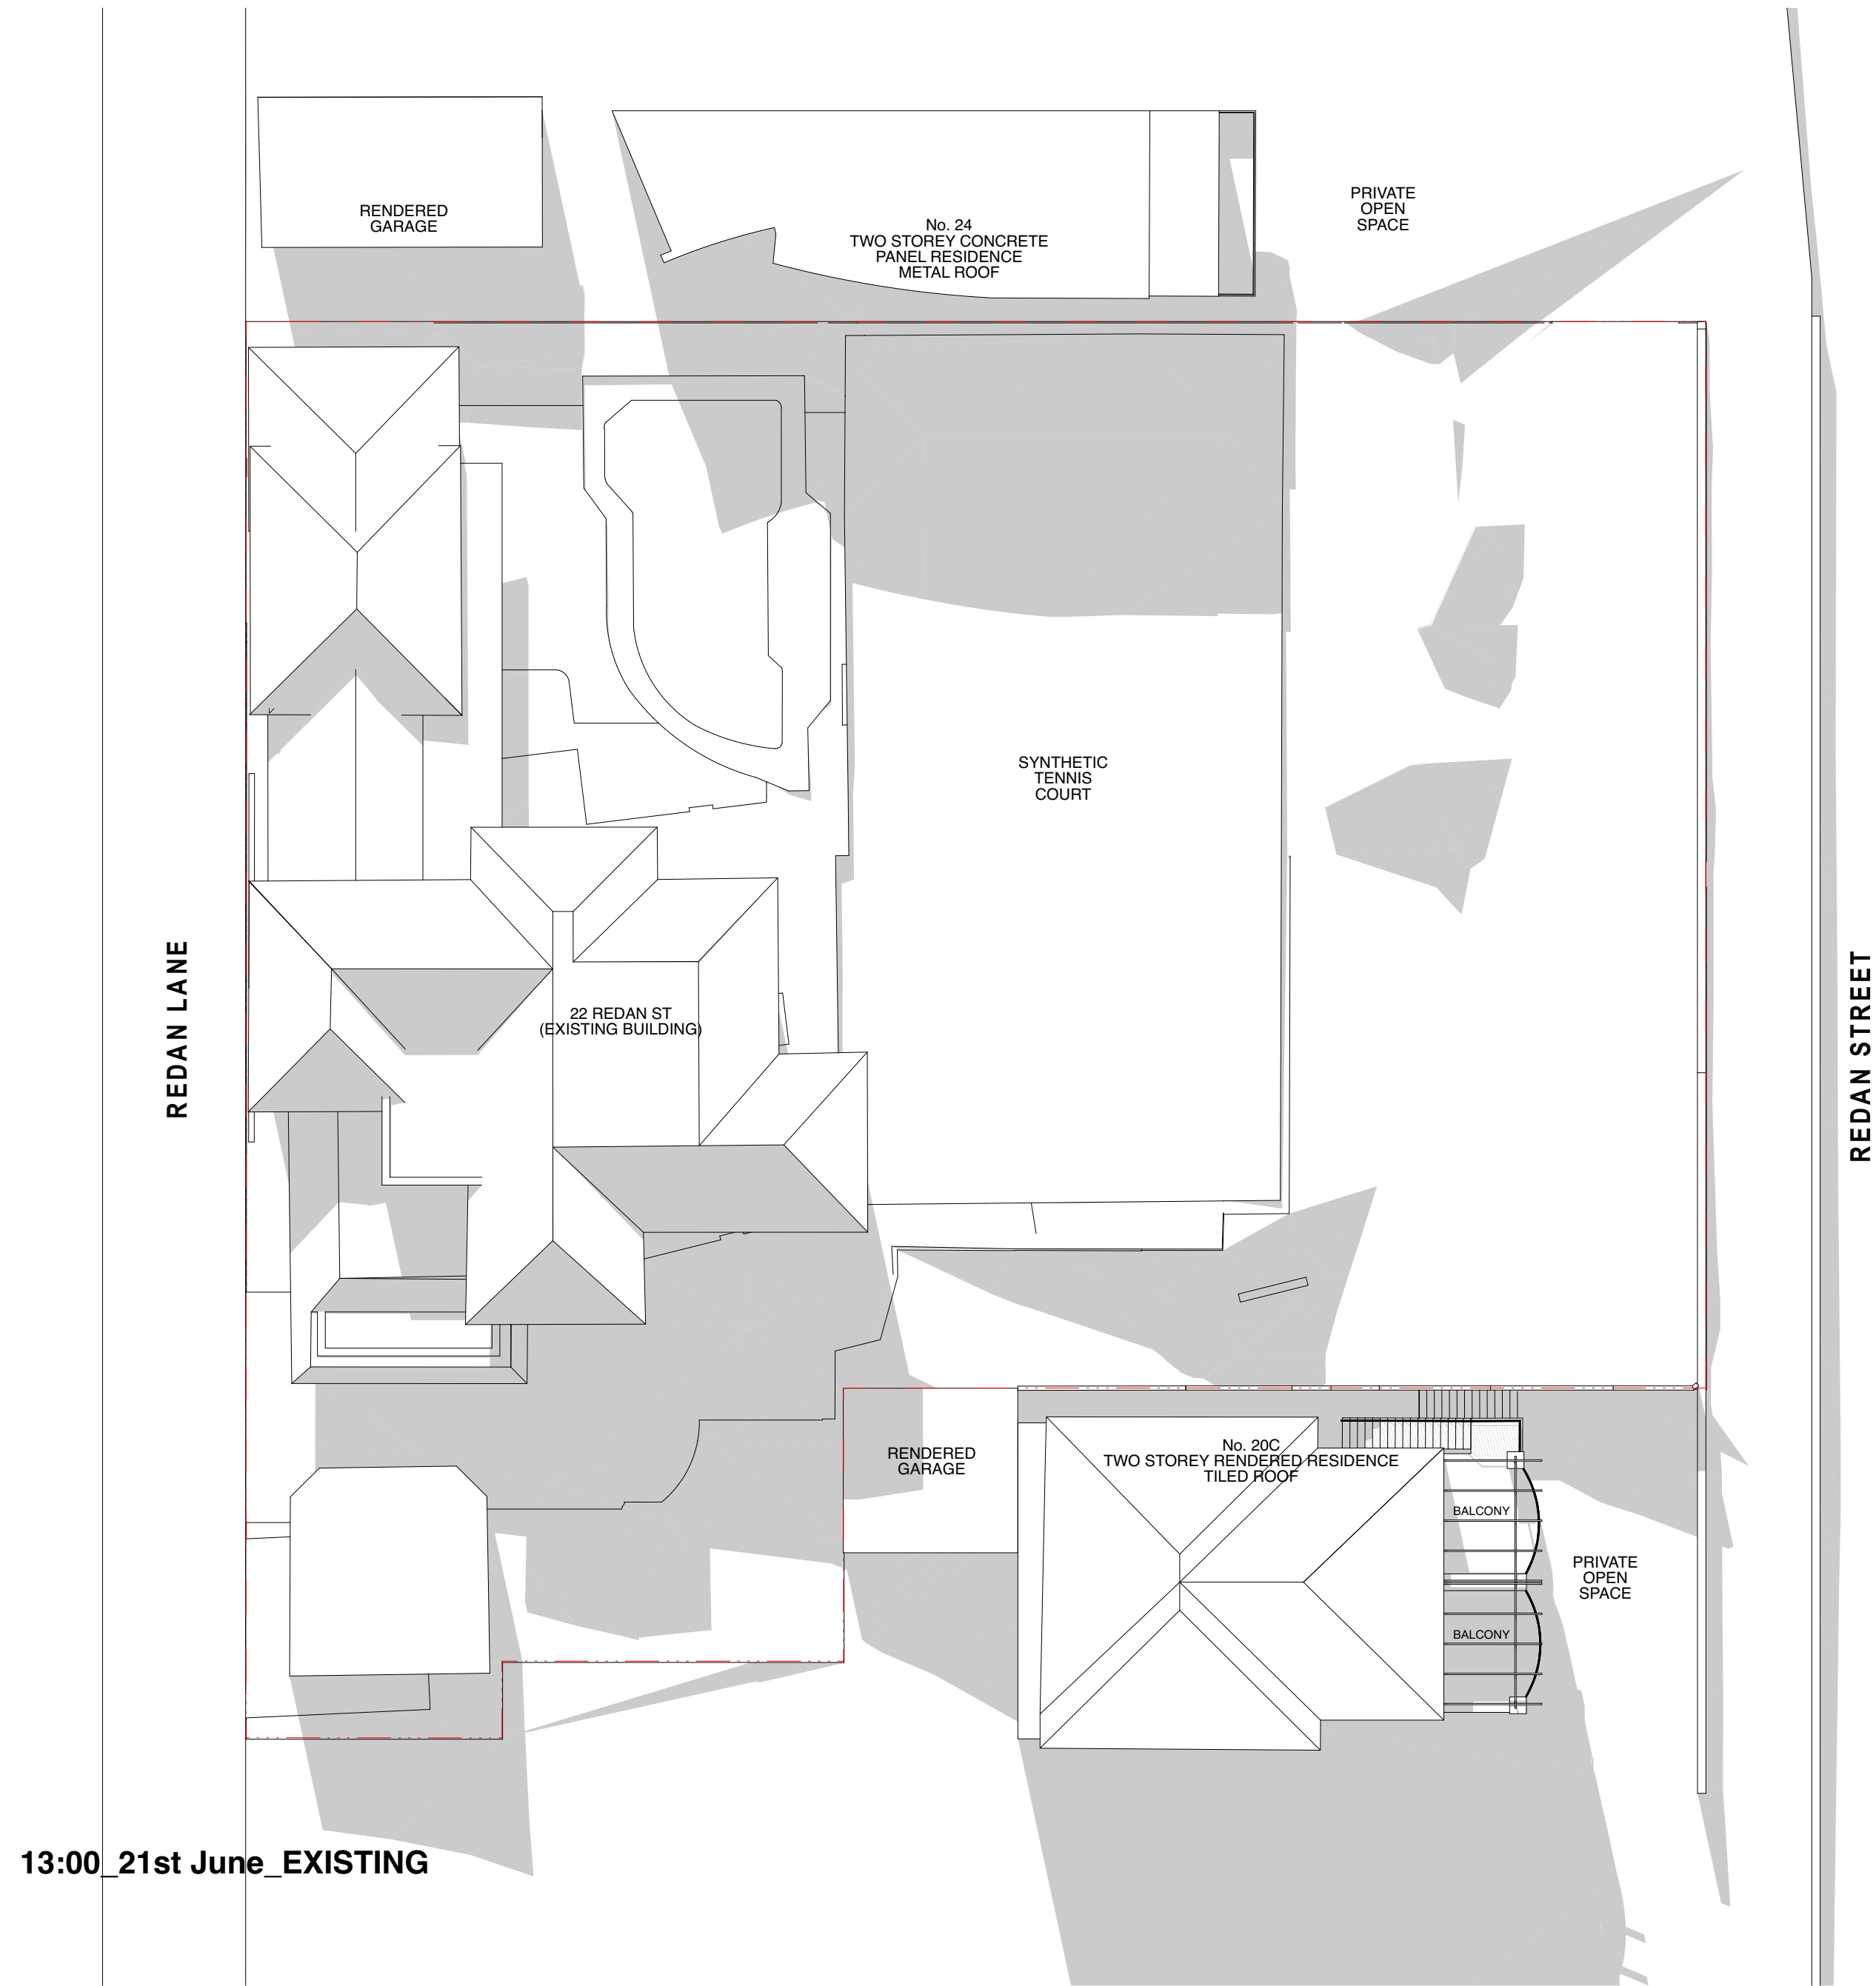 RENDERED
GARAGE
No. 24
TWO STOREY CONCRETE
PANEL RESIDENCE
METAL ROOF
PRIVATE
OPEN
SPACE
SYNTHETIC
TENNIS
COURT
REDAN LANE
22 REDAN ST
(EXISTING BUILDING)
REDAN STREET
RENDERED
GARAGE
No. 20C
TWO STOREY RENDERED RESIDENCE
TILED ROOF
BALCONY
BALCONY
PRIVATE
OPEN
SPACE
13:00_21st June_EXISTING